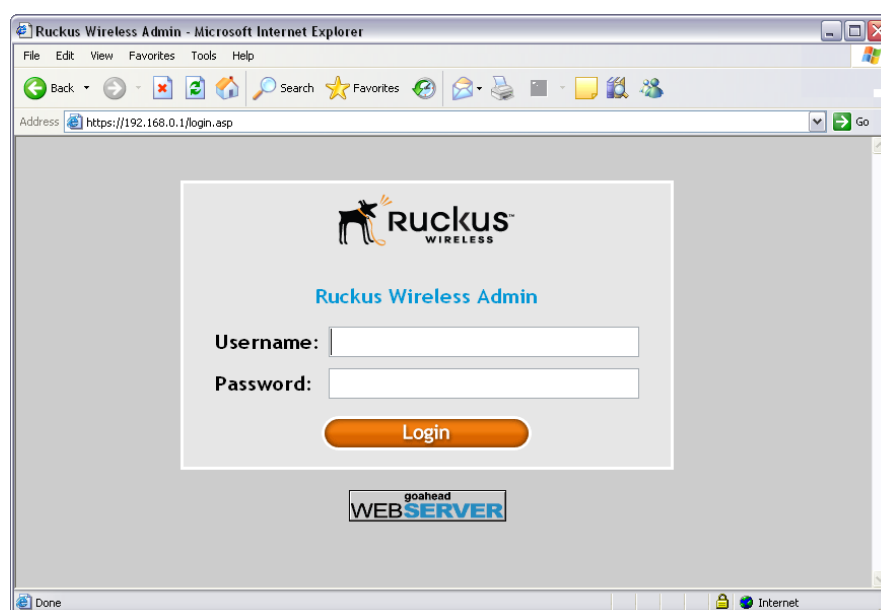 Ruckus Wireless Admin - Microsoft Internet Explorer
File Edit View Favorites Tools Help
Back Search Favorites
Address https://192.168.0.1/login.asp Go
RUCKUS™
WIRELESS
Ruckus Wireless Admin
Username:
Password:
Login
goahead
WEBSERVER
Done Internet